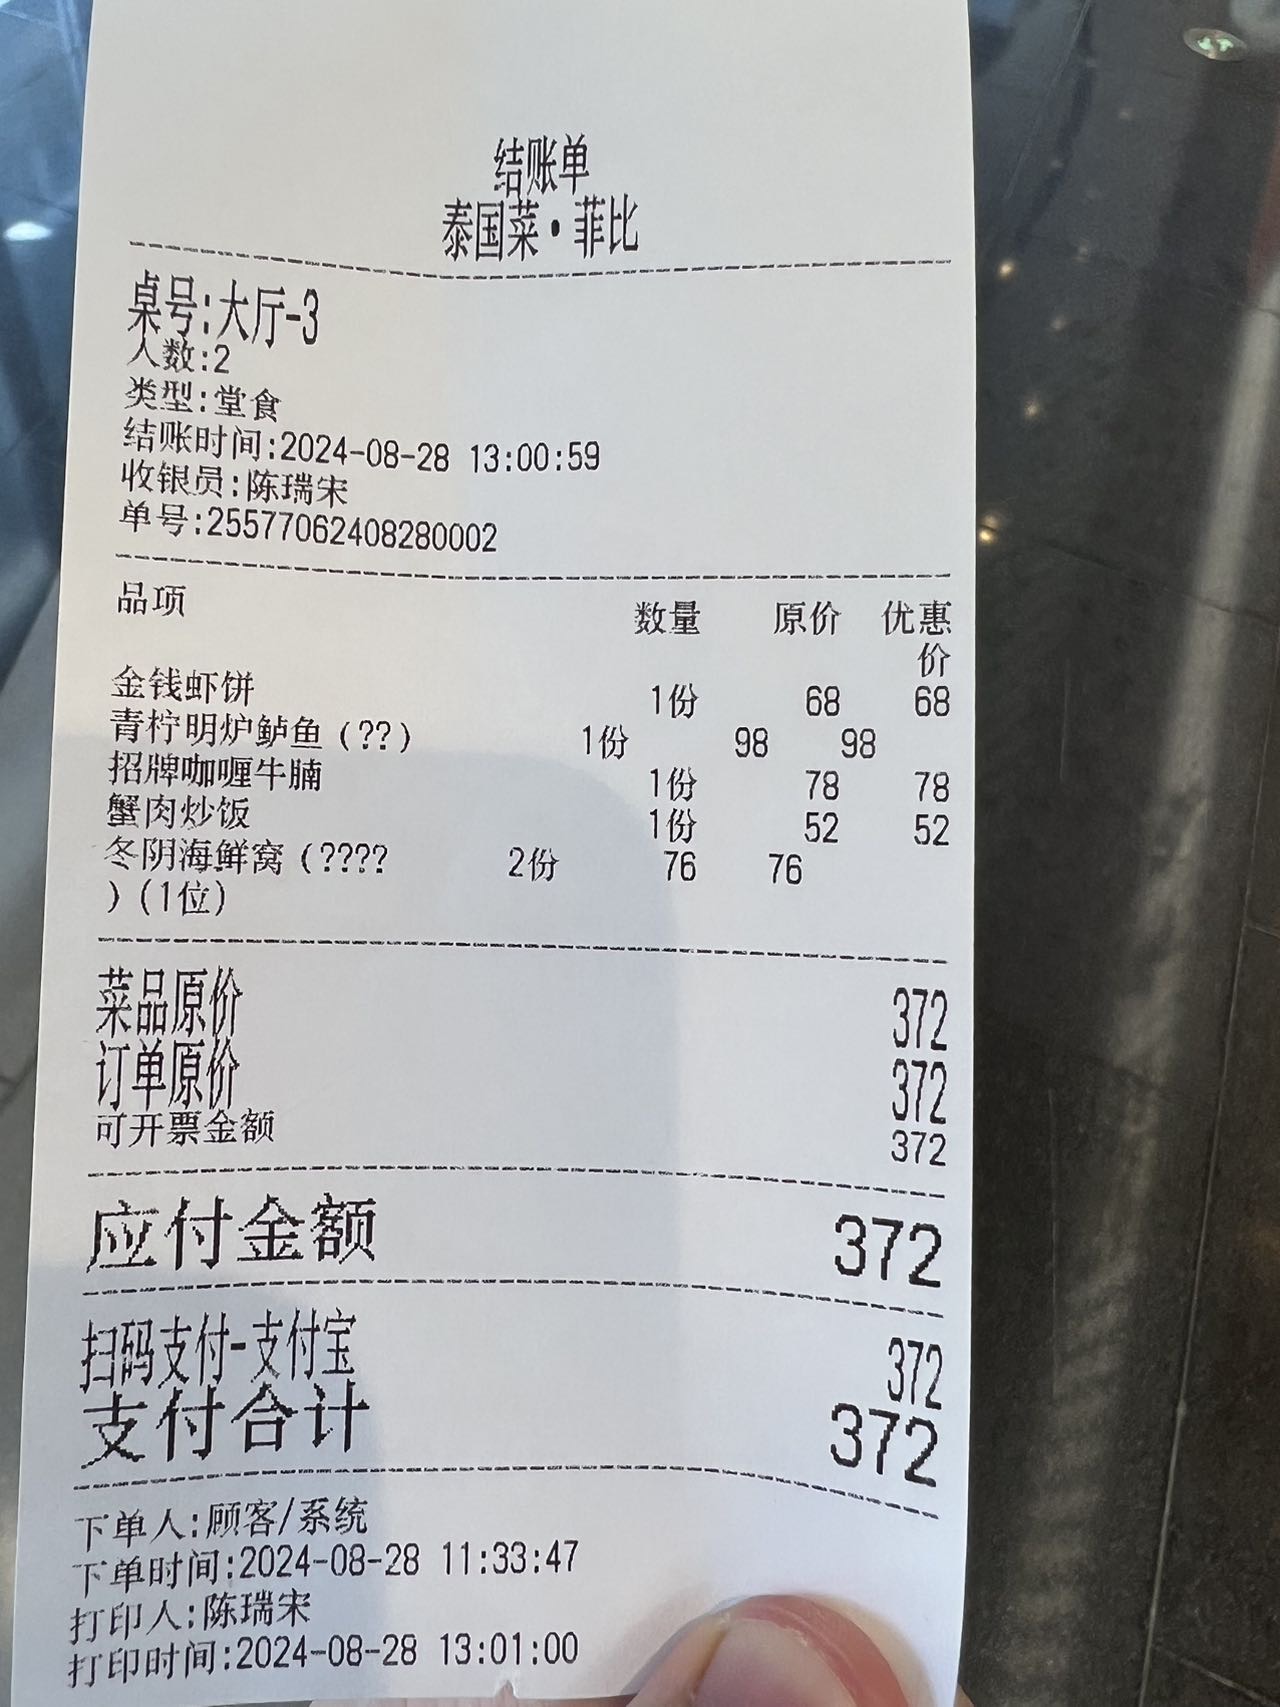 结账单
泰国菜·菲比
桌号:大厅-3
人数:2
类型:堂食
结账时间:2024-08-28 13:00:59
收银员:陈瑞宋
单号:25577062408280002
品项 数量 原价 优惠
价
金钱虾饼 1份 68 68
青柠明炉鲈鱼(??) 1份 98 98
招牌咖喱牛腩 1份 78 78
蟹肉炒饭 1份 52 52
冬阴海鲜窝(???? 2份 76 76
)(1位)
菜品原价 372
订单原价 372
可开票金额 372
应付金额 372
扫码支付-支付宝 372
支付合计 372
下单人:顾客/系统
下单时间:2024-08-28 11:33:47
打印人:陈瑞宋
打印时间:2024-08-28 13:01:00